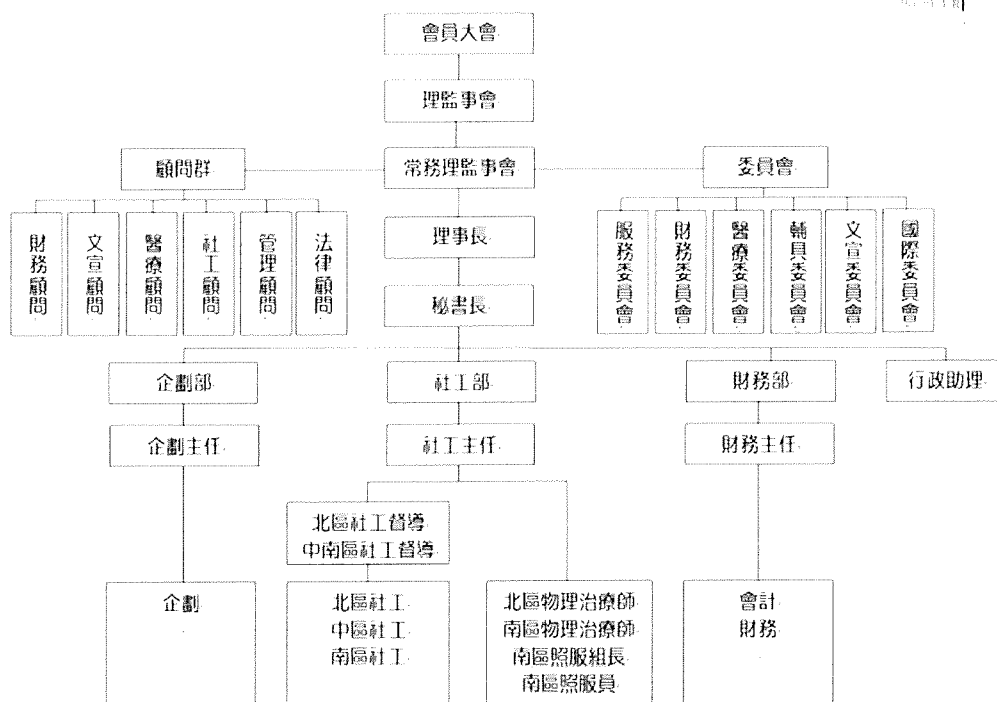 會員大會
理監事會
顧問群
常務理監事會
委員會
財務顧問
文宣顧問
醫療顧問
社工顧問
管理顧問
法律顧問
理事長
秘書長
服務委員會
財務委員會
醫療委員會
輔具委員會
文宣委員會
國際委員會
企劃部
社工部
財務部
行政助理
企劃主任
社工主任
財務主任
北區社工督導
中南區社工督導
企劃
北區社工
中區社工
南區社工
北區物理治療師
南區物理治療師
南區照服組長
南區照服員
會計
財務